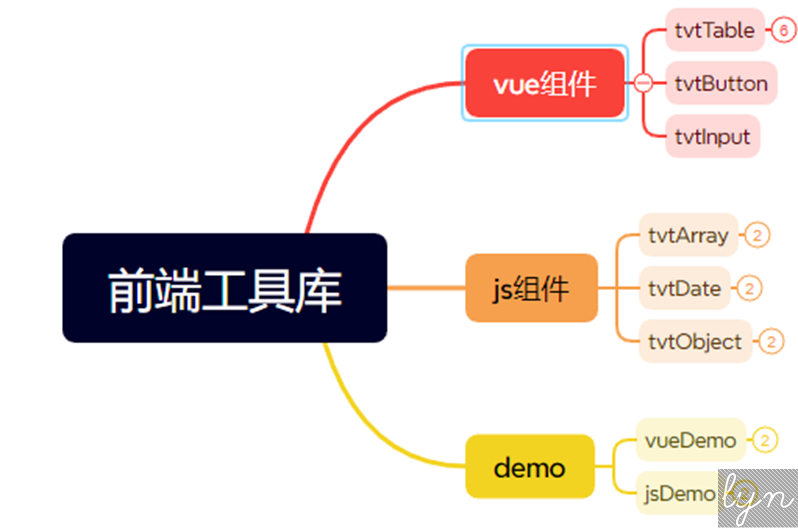 前端工具库
vue组件
tvtTable 6
tvtButton
tvtInput
js组件
tvtArray 2
tvtDate 2
tvtObject 2
demo
vueDemo 2
jsDemo 2
lyn